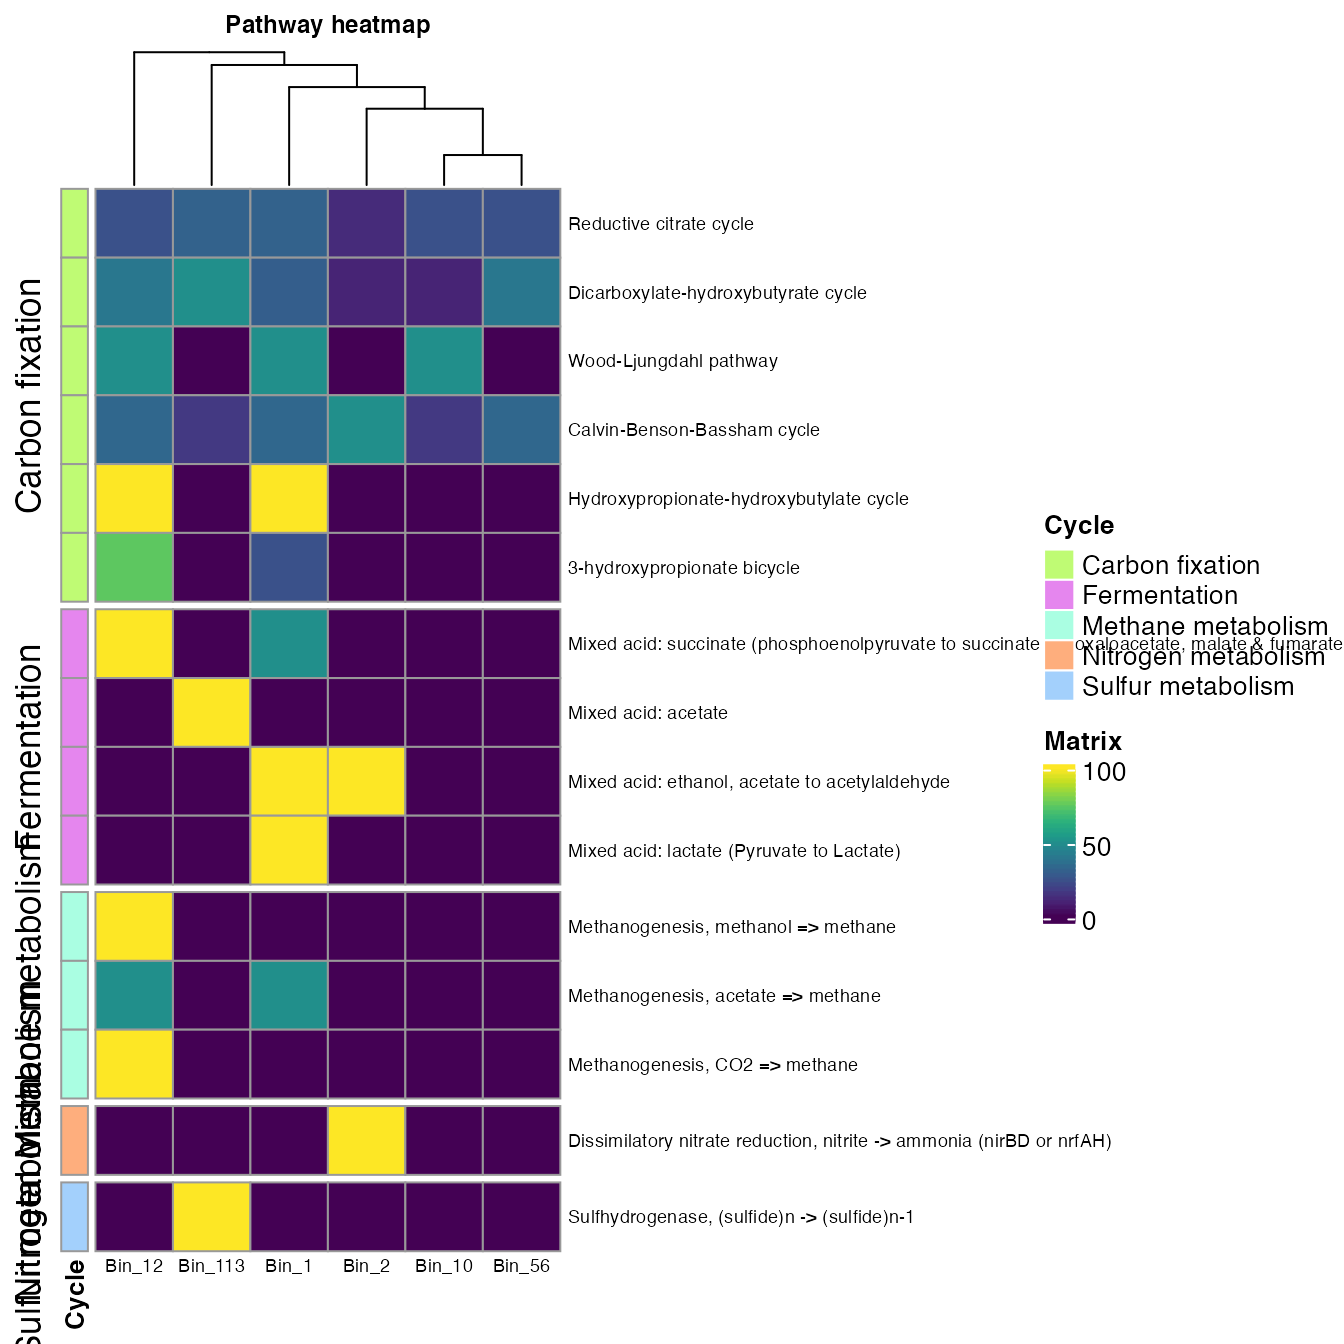 Pathway heatmap
Carbon fixation
Fermentation
Reductive citrate cycle
Dicarboxylate-hydroxybutyrate cycle
Wood-Ljungdahl pathway
Calvin-Benson-Bassham cycle
Hydroxypropionate-hydroxybutylate cycle
3-hydroxypropionate bicycle
Mixed acid: succinate (phosphoenolpyruvate to succinate oxaloacetate, malate & fumarate
Mixed acid: acetate
Mixed acid: ethanol, acetate to acetylaldehyde
Mixed acid: lactate (Pyruvate to Lactate)
Methanogenesis, methanol => methane
Methanogenesis, acetate => methane
Methanogenesis, CO2 => methane
Dissimilatory nitrate reduction, nitrite -> ammonia (nirBD or nrfAH)
Sulfhydrogenase, (sulfide)n -> (sulfide)n-1
Bin_12 Bin_113 Bin_1 Bin_2 Bin_10 Bin_56
Cycle
Cycle
Carbon fixation
Fermentation
Methane metabolism
Nitrogen metabolism
Sulfur metabolism
Matrix
100
50
0